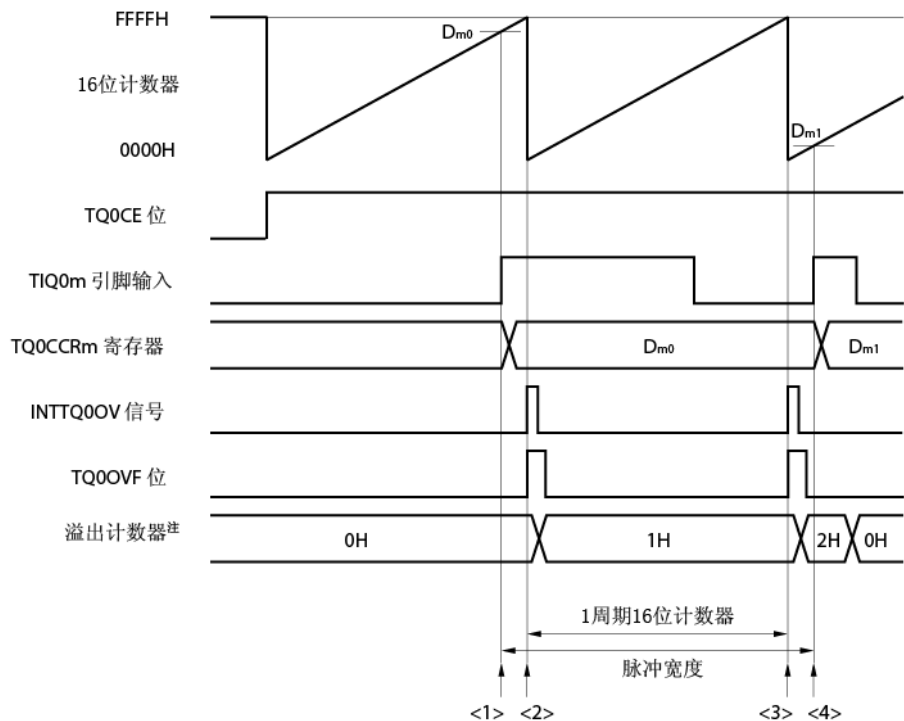 FFFFH
Dm0
16位计数器
Dm1
0000H
TQ0CE 位
TIQ0m 引脚输入
TQ0CCRm 寄存器
Dm0
Dm1
INTTQ0OV 信号
TQ0OVF 位
溢出计数器注
0H
1H
2H
0H
1周期16位计数器
脉冲宽度
<1>
<2>
<3>
<4>